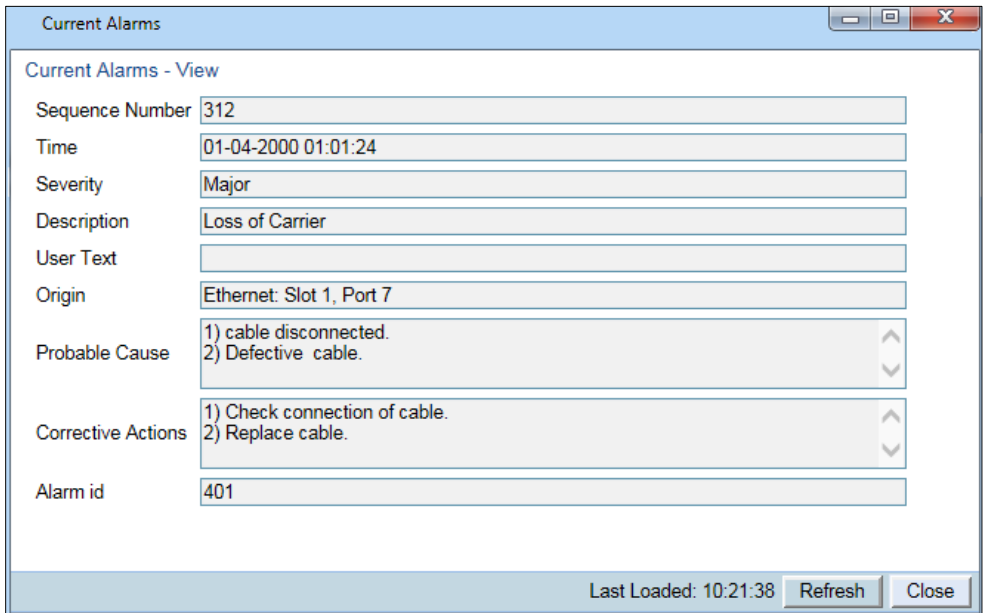 Current Alarms
Current Alarms - View
Sequence Number 312
Time 01-04-2000 01:01:24
Severity Major
Description Loss of Carrier
User Text
Origin Ethernet: Slot 1, Port 7
Probable Cause
1) cable disconnected.
2) Defective  cable.
Corrective Actions
1) Check connection of cable.
2) Replace cable.
Alarm id 401
Last Loaded: 10:21:38 Refresh Close